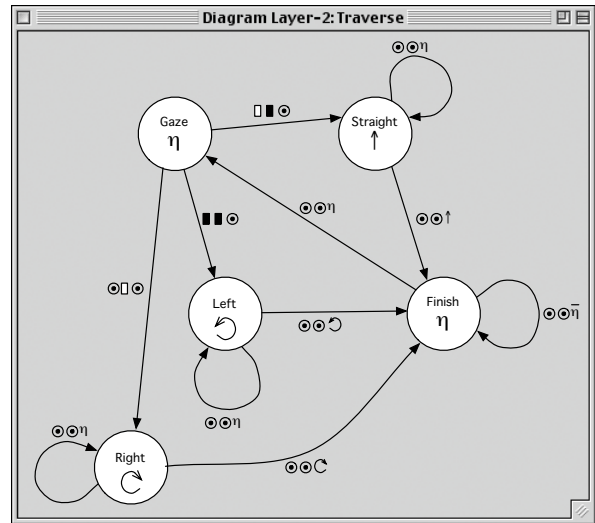 Diagram Layer-2: Traverse
⊙⊙η
▯▮⊙
Gaze
η
Straight
↑
⊙⊙η
▮▮⊙
⊙⊙↑
⊙▯⊙
Left
↺
Finish
η
⊙⊙η̅
⊙⊙↺
⊙⊙η
⊙⊙η
Right
↻
⊙⊙↻